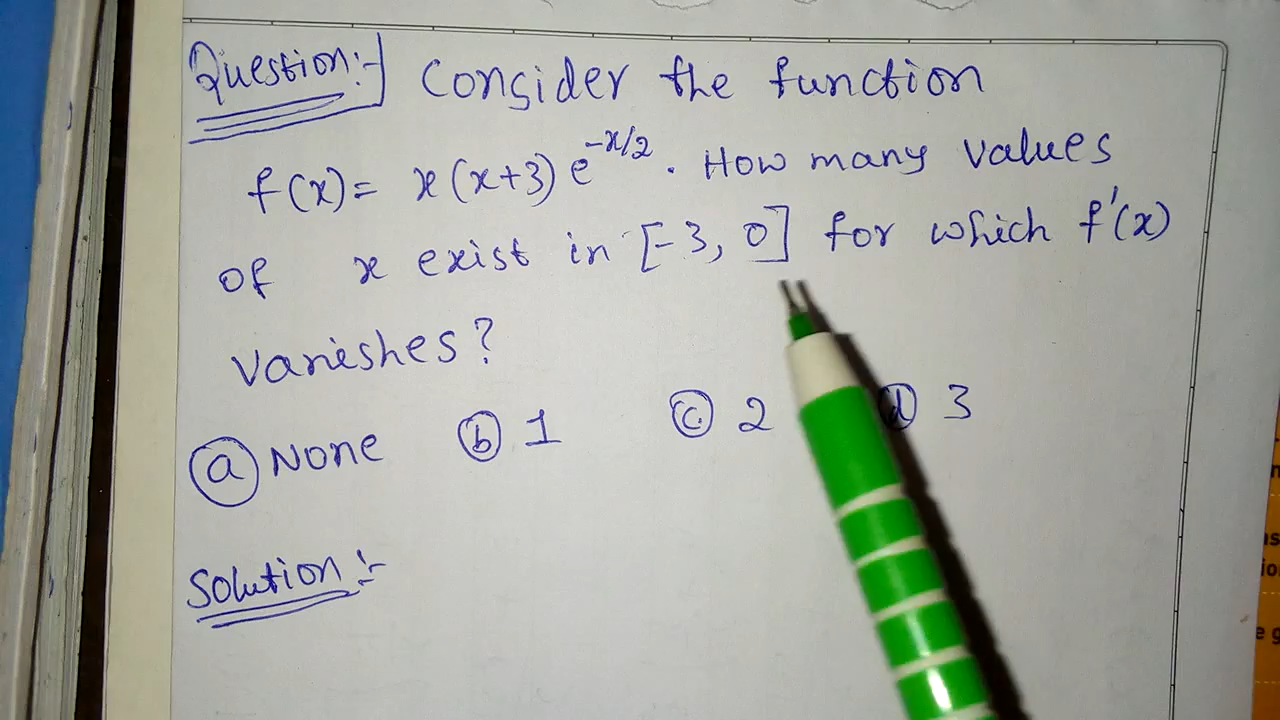 Question:- Consider the function
f(x)= x(x+3)e^{-x/2}. How many values
of x exist in [-3, 0] for which f'(x)
vanishes?
(a) None (b) 1 (c) 2 (d) 3
Solution:-